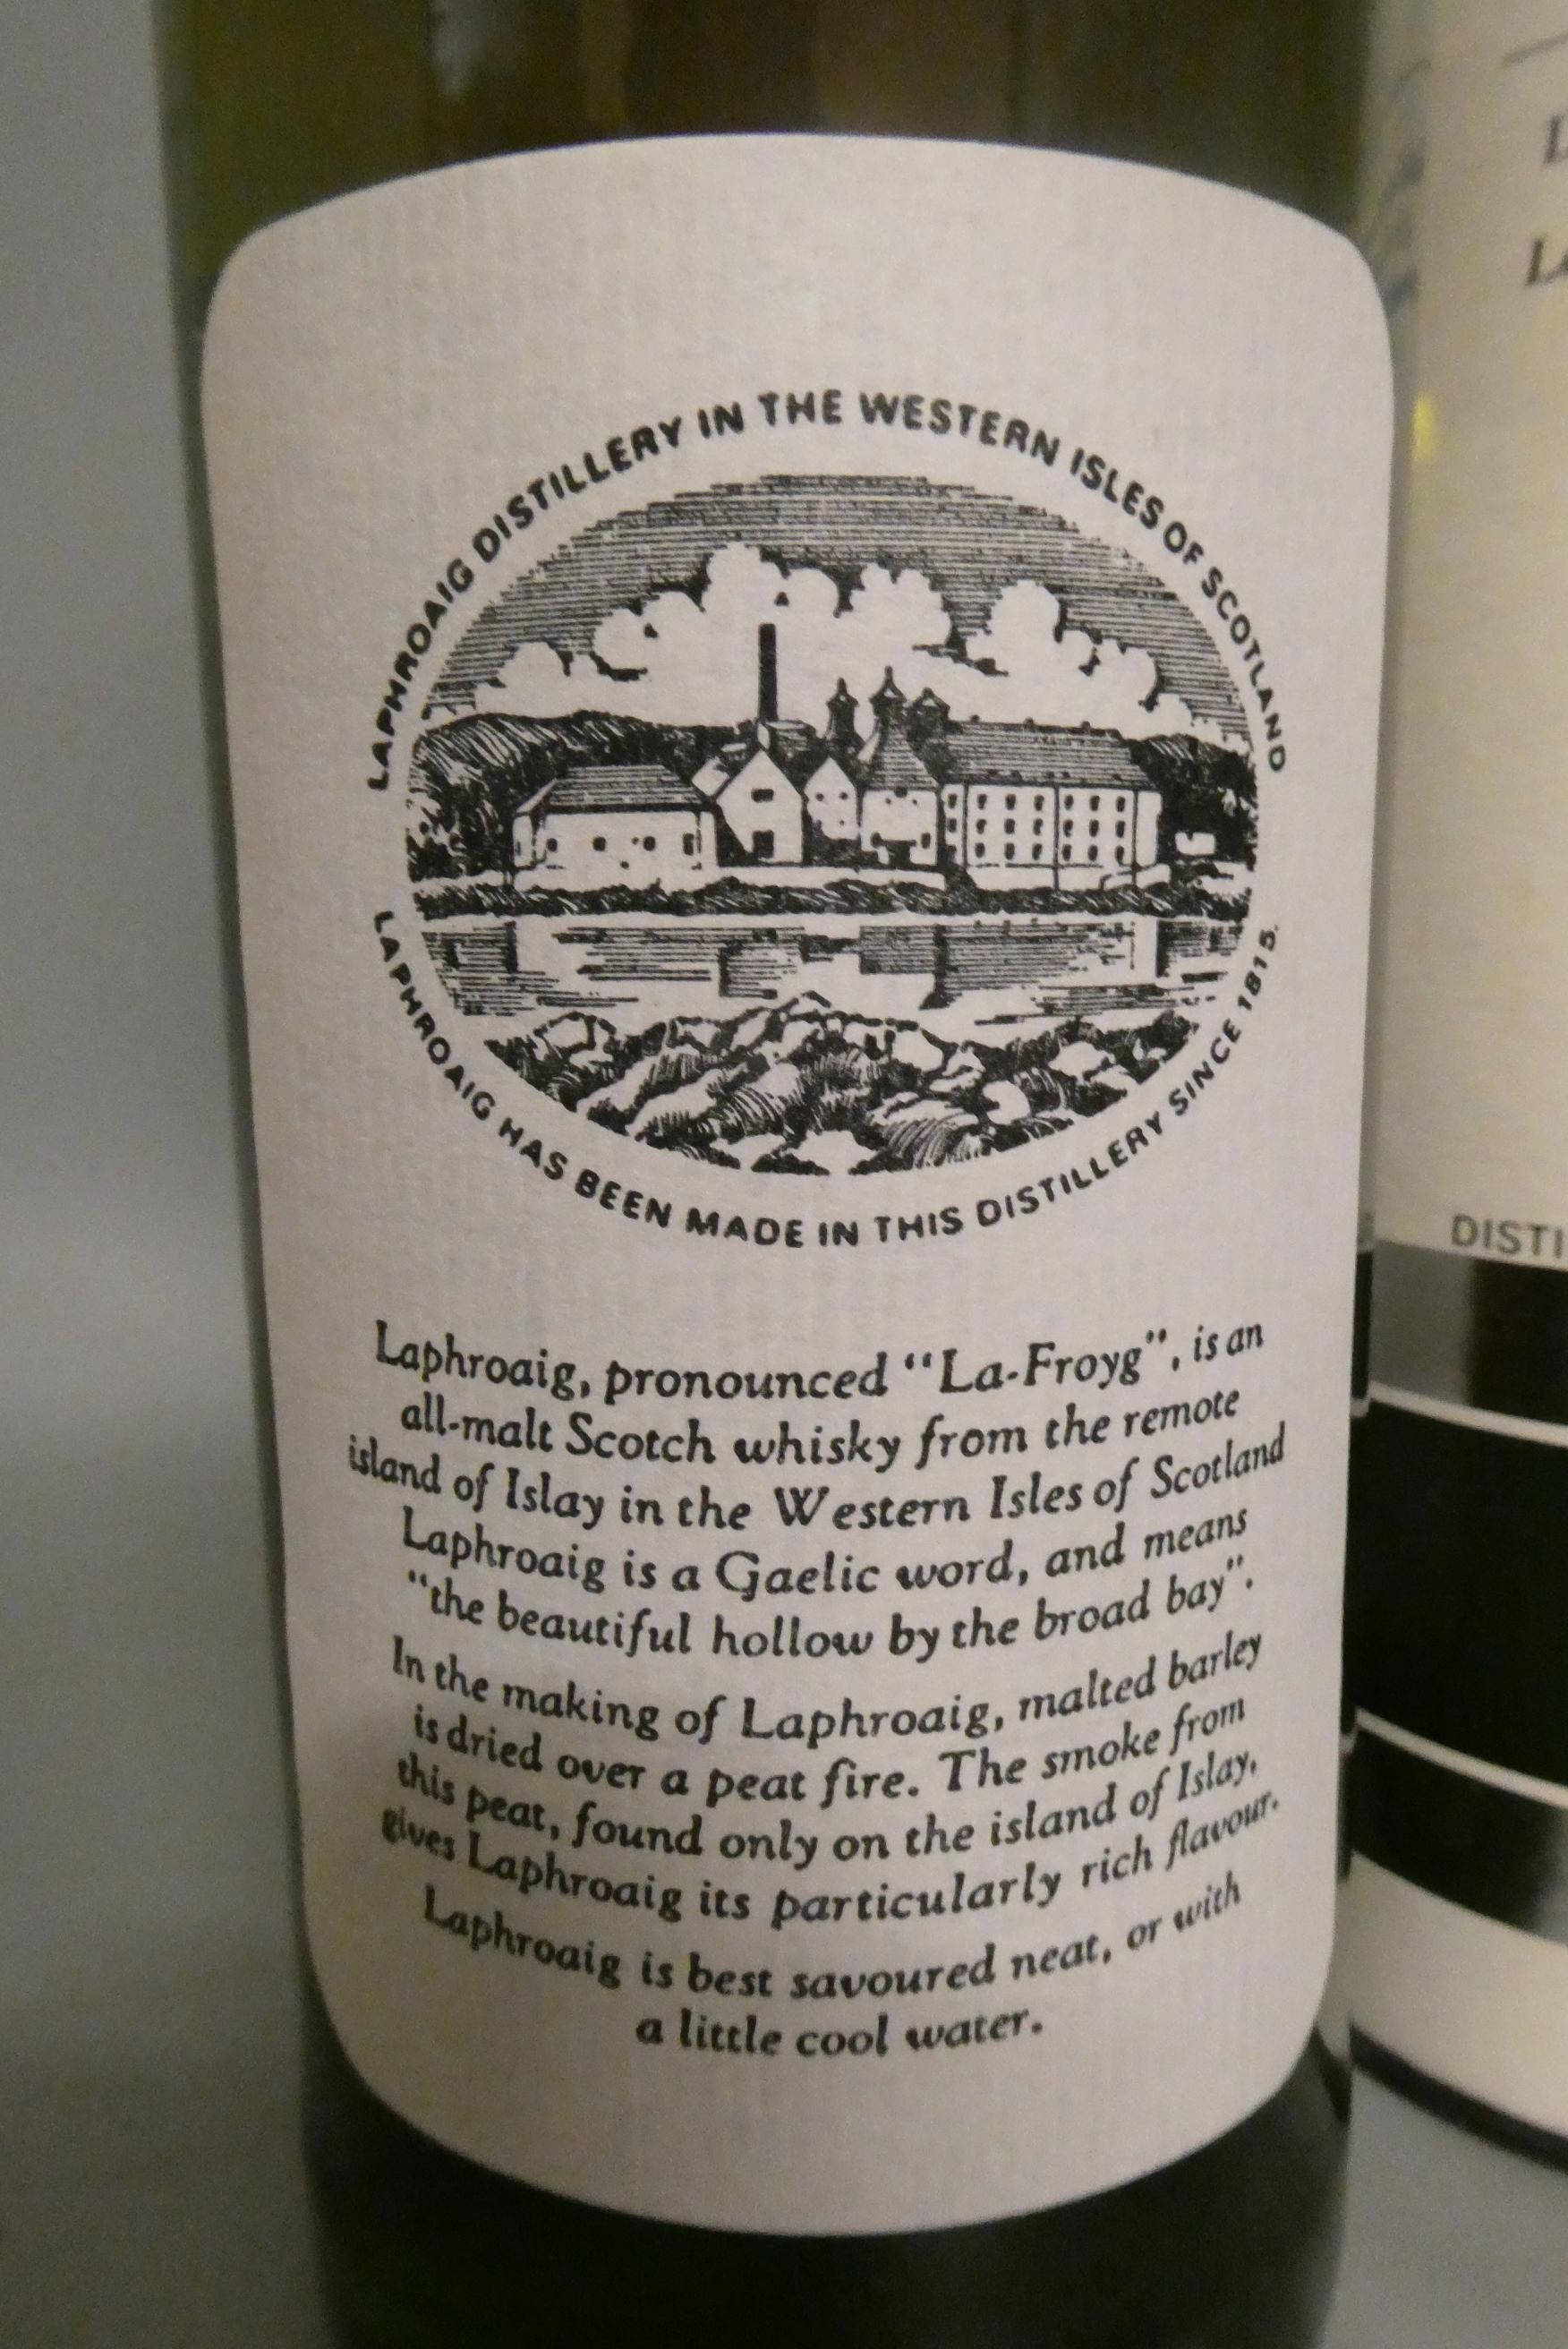 LAPHROAIG DISTILLERY IN THE WESTERN ISLES OF SCOTLAND
LAPHROAIG HAS BEEN MADE IN THIS DISTILLERY SINCE 1815.
Laphroaig, pronounced “La-Froyg”, is an
all-malt Scotch whisky from the remote
island of Islay in the Western Isles of Scotland
Laphroaig is a Gaelic word, and means
“the beautiful hollow by the broad bay”.
In the making of Laphroaig, malted barley
is dried over a peat fire. The smoke from
this peat, found only on the island of Islay,
gives Laphroaig its particularly rich flavour.
Laphroaig is best savoured neat, or with
a little cool water.
DISTI